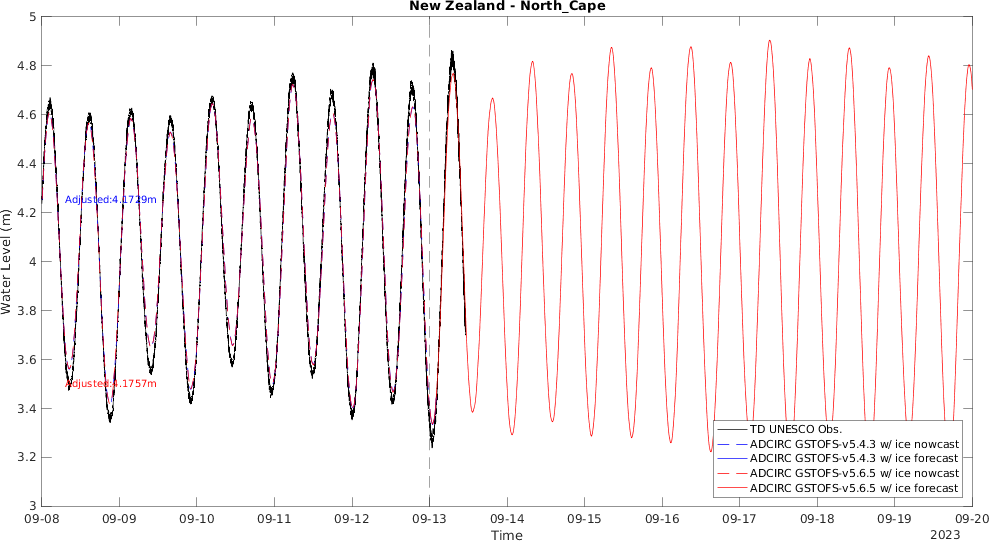 New Zealand - North_Cape
5
4.8
4.6
4.4
4.2
4
3.8
3.6
3.4
3.2
3
Water Level (m)
Adjusted:4.1729m
Adjusted:4.1757m
TD UNESCO Obs.
ADCIRC GSTOFS-v5.4.3 w/ ice nowcast
ADCIRC GSTOFS-v5.4.3 w/ ice forecast
ADCIRC GSTOFS-v5.6.5 w/ ice nowcast
ADCIRC GSTOFS-v5.6.5 w/ ice forecast
09-08 09-09 09-10 09-11 09-12 09-13 09-14 09-15 09-16 09-17 09-18 09-19 09-20
Time
2023